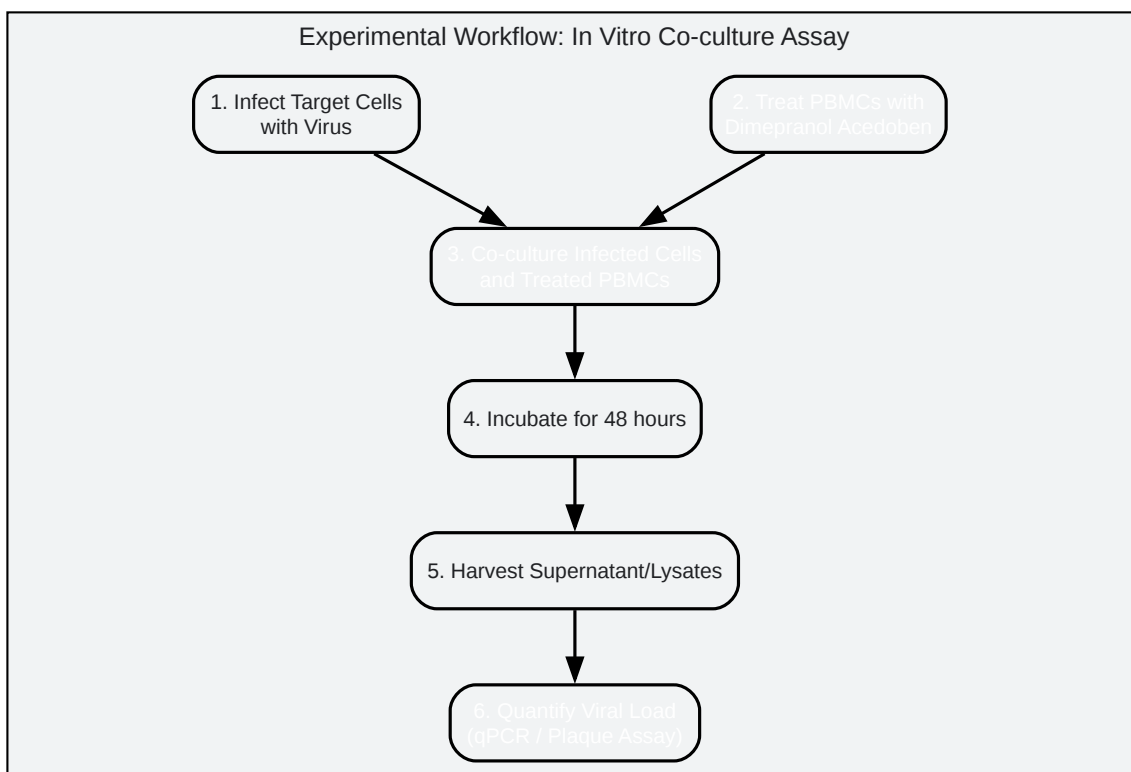 Experimental Workflow: In Vitro Co-culture Assay
1. Infect Target Cells
with Virus
2. Treat PBMCs with
Dimepranol Acedoben
3. Co-culture Infected Cells
and Treated PBMCs
4. Incubate for 48 hours
5. Harvest Supernatant/Lysates
6. Quantify Viral Load
(qPCR / Plaque Assay)